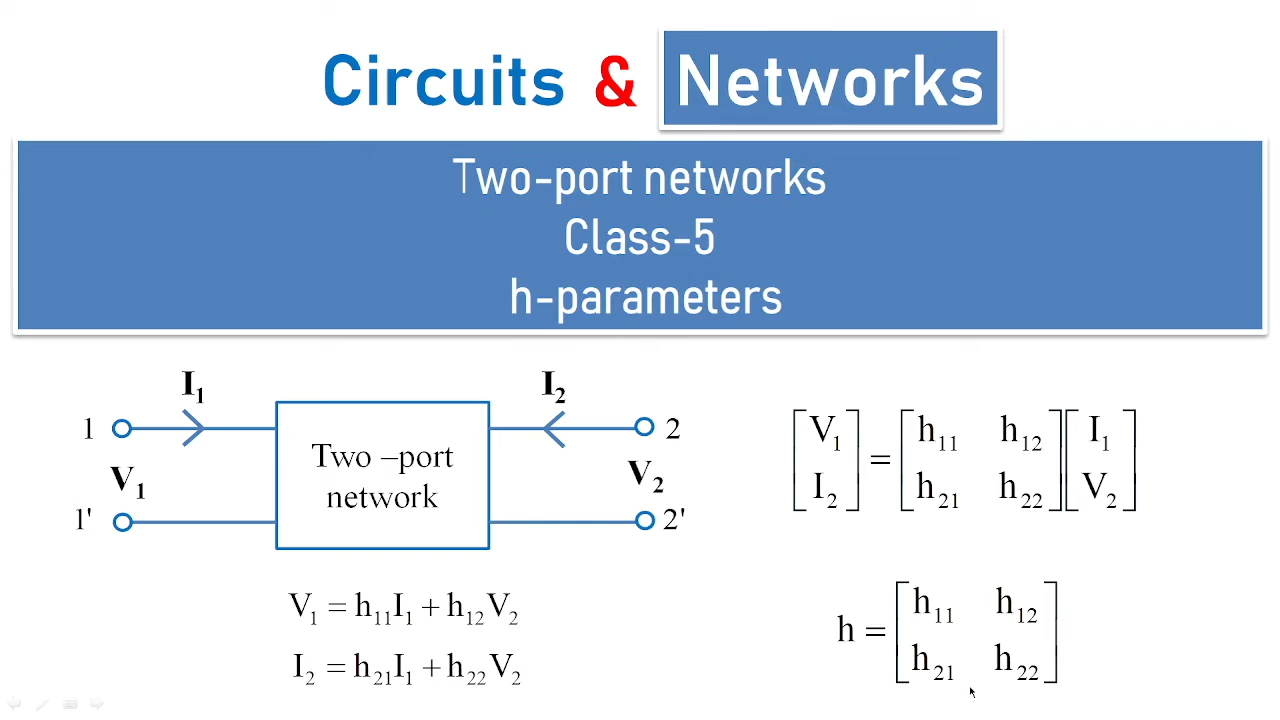 Circuits & Networks
Two-port networks
Class-5
h-parameters
I₁ I₂
1 2
Two –port
network
V₁ V₂
1' 2'
[V₁ I₂] = [h₁₁ h₁₂ h₂₁ h₂₂] [I₁ V₂]
V₁ = h₁₁I₁ + h₁₂V₂
I₂ = h₂₁I₁ + h₂₂V₂
h = [h₁₁ h₁₂ h₂₁ h₂₂]